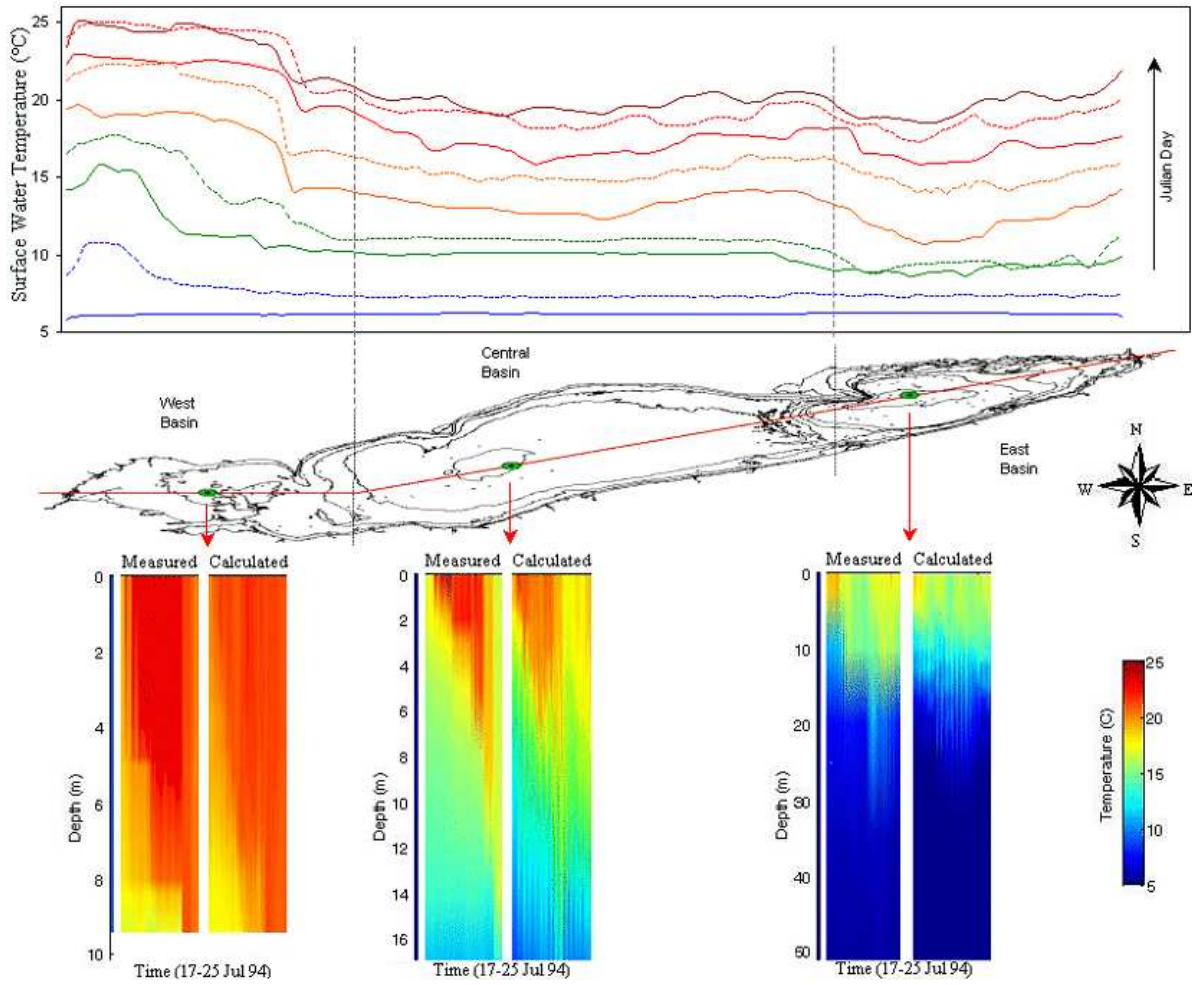 Surface Water Temperature (°C)
25
20
15
10
5
Julian Day
Central
Basin
West
Basin
East
Basin
N
W E
S
Measured Calculated
Measured Calculated
Measured Calculated
0
2
4
6
8
10
Depth (m)
Time (17-25 Jul 94)
0
2
4
6
8
10
12
14
16
Depth (m)
Time (17-25 Jul 94)
0
10
20
30
40
60
Depth (m)
Time (17-25 Jul 94)
Temperature (C)
25
20
15
10
5